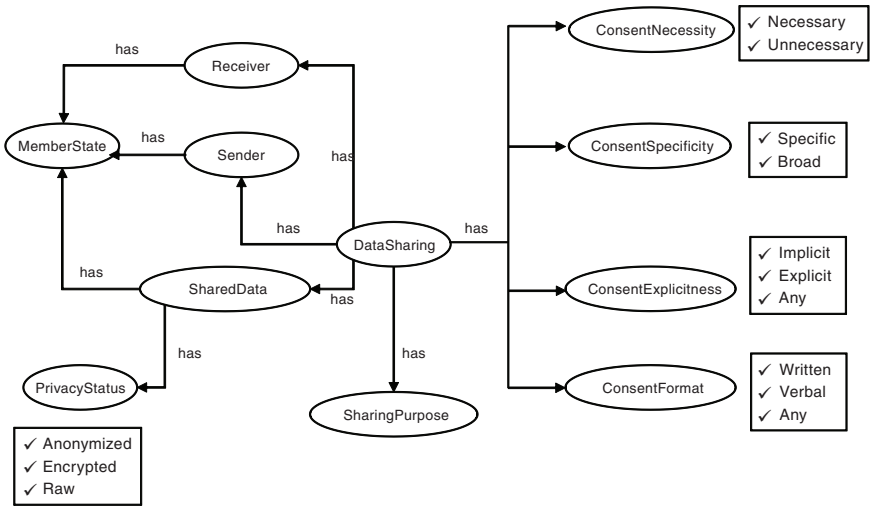 ConsentNecessity
✓ Necessary
✓ Unnecessary
has
Receiver
MemberState
has
Sender
has
ConsentSpecificity
✓ Specific
✓ Broad
has
DataSharing
has
has
SharedData
has
ConsentExplicitness
✓ Implicit
✓ Explicit
✓ Any
has
has
PrivacyStatus
SharingPurpose
ConsentFormat
✓ Written
✓ Verbal
✓ Any
✓ Anonymized
✓ Encrypted
✓ Raw